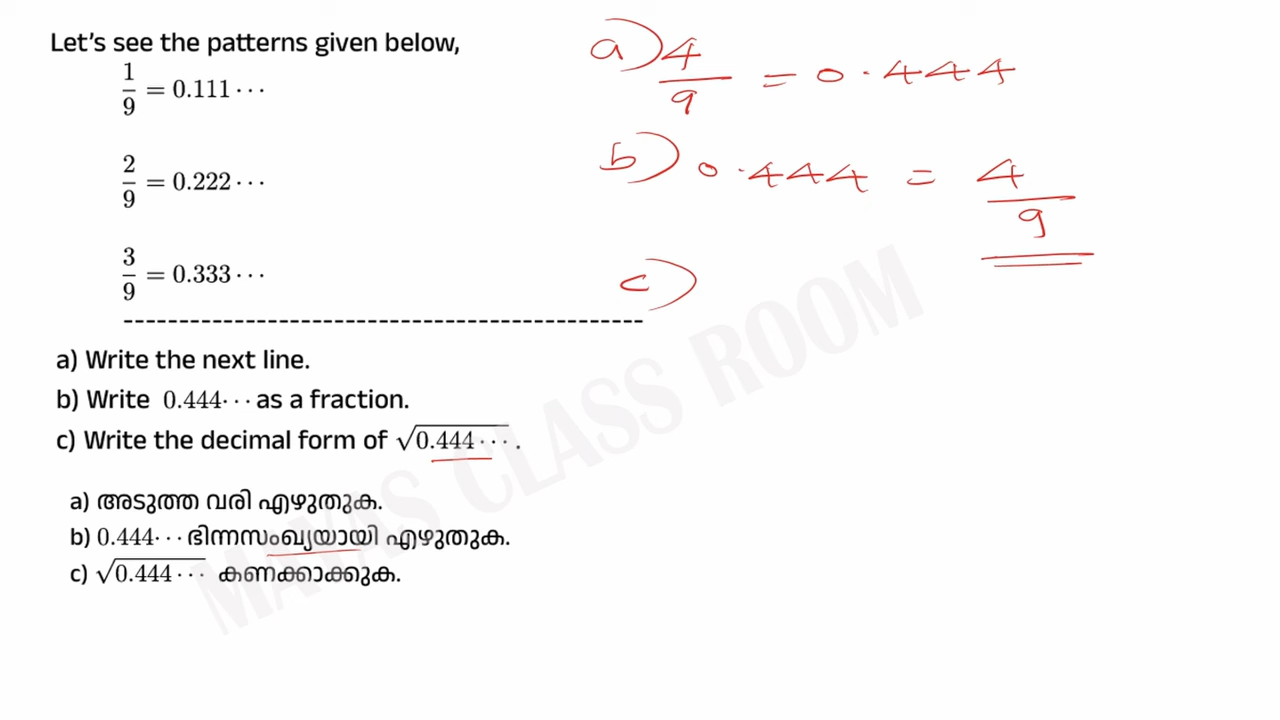 Let's see the patterns given below,
1/9 = 0.111⋯
2/9 = 0.222⋯
3/9 = 0.333⋯
--------------------------------------------
a) Write the next line.
b) Write 0.444⋯ as a fraction.
c) Write the decimal form of √0.444⋯ .
a) അടുത്ത വരി എഴുതുക.
b) 0.444⋯ ഭിന്നസംഖ്യയായി എഴുതുക.
c) √0.444⋯ കണക്കാക്കുക.
a) 4/9 = 0.444
b) 0.444 = 4/9
c)
MAYAS CLASS ROOM